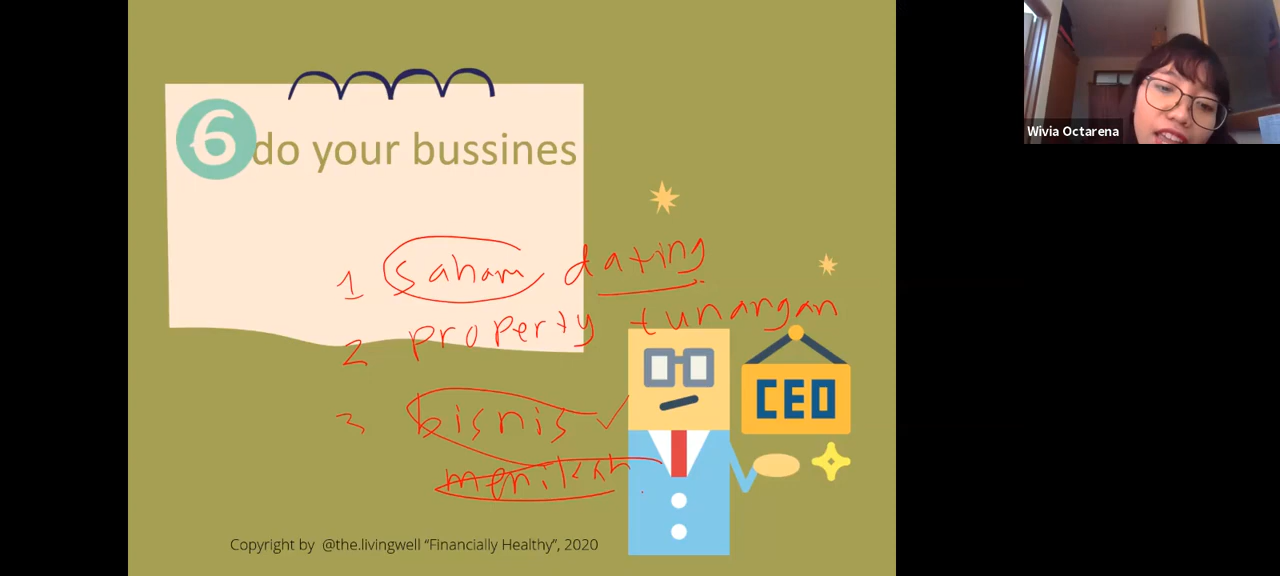 6 do your bussines
1 saham dating
2 property tunangan
3 bisnis
menikah
CEO
Copyright by @the.livingwell “Financially Healthy”, 2020
Wivia Octarena